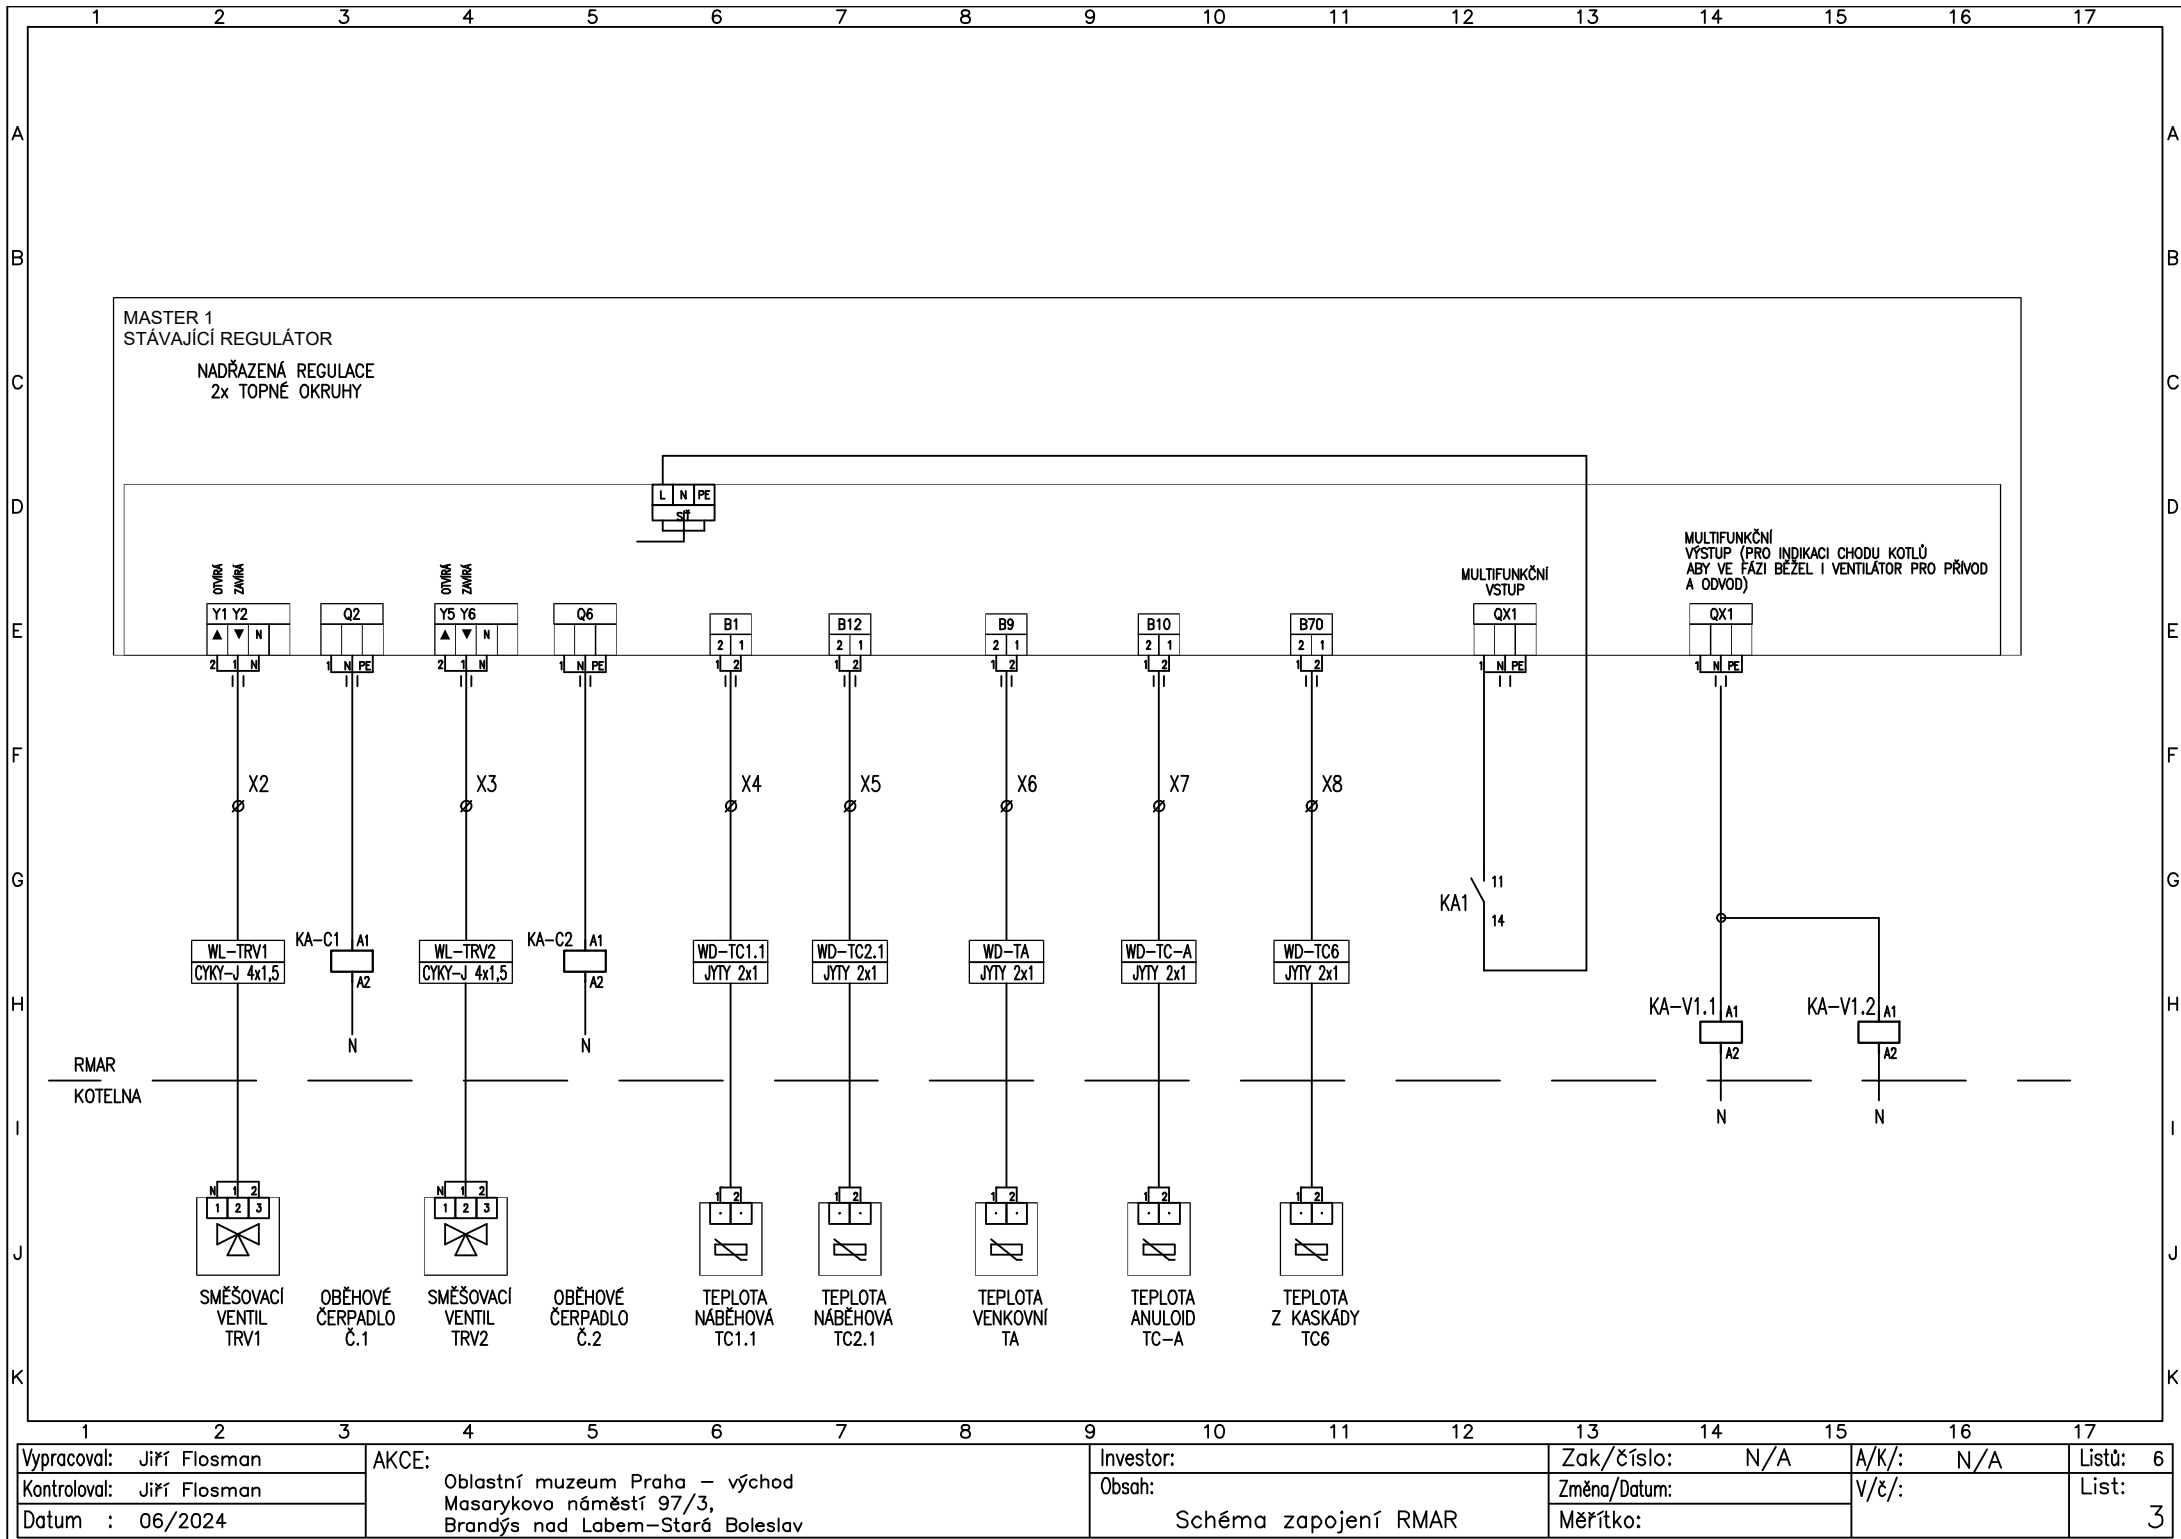 1 2 3 4 5 6 7 8 9 10 11 12 13 14 15 16 17
A A
B B
MASTER 1
STÁVAJÍCÍ REGULÁTOR
NADŘAZENÁ REGULACE
2x TOPNÉ OKRUHY
C C
L N PE
SÍŤ
D D
MULTIFUNKČNÍ
VÝSTUP (PRO INDIKACI CHODU KOTLŮ
ABY VE FÁZI BĚŽEL I VENTILÁTOR PRO PŘÍVOD
A ODVOD)
OTVÍRÁ ZAVÍRÁ OTVÍRÁ ZAVÍRÁ
MULTIFUNKČNÍ
VSTUP
Y1 Y2 Q2 Y5 Y6 Q6 B1 B12 B9 B10 B70 QX1 QX1
▲ ▼ N ▲ ▼ N 2 1 2 1 2 1 2 1 2 1
E E
2 1 N 1 N PE 2 1 N 1 N PE 1 2 1 2 1 2 1 2 1 2 1 N PE 1 N PE
F F
X2 X3 X4 X5 X6 X7 X8
G G
11
KA1
14
KA-C1 A1 KA-C2 A1
WL-TRV1 WL-TRV2 WD-TC1.1 WD-TC2.1 WD-TA WD-TC-A WD-TC6
CYKY-J 4x1,5 CYKY-J 4x1,5 JYTY 2x1 JYTY 2x1 JYTY 2x1 JYTY 2x1 JYTY 2x1
A2 A2
H H
KA-V1.1 A1 KA-V1.2 A1
N N
A2 A2
RMAR
KOTELNA
N N
I I
N 1 2 N 1 2 1 2 1 2 1 2 1 2 1 2
1 2 3 1 2 3
J J
SMĚŠOVACÍ
VENTIL
TRV1
OBĚHOVÉ
ČERPADLO
Č.1
SMĚŠOVACÍ
VENTIL
TRV2
OBĚHOVÉ
ČERPADLO
Č.2
TEPLOTA
NÁBĚHOVÁ
TC1.1
TEPLOTA
NÁBĚHOVÁ
TC2.1
TEPLOTA
VENKOVNÍ
TA
TEPLOTA
ANULOID
TC-A
TEPLOTA
Z KASKÁDY
TC6
K K
1 2 3 4 5 6 7 8 9 10 11 12 13 14 15 16 17
Vypracoval: Jiří Flosman
Kontroloval: Jiří Flosman
Datum : 06/2024
AKCE:
Oblastní muzeum Praha – východ
Masarykovo náměstí 97/3,
Brandýs nad Labem-Stará Boleslav
Investor:
Obsah:
Schéma zapojení RMAR
Zak/číslo: N/A
Změna/Datum:
Měřítko:
A/K/: N/A
V/č/:
Listů: 6
List:
3